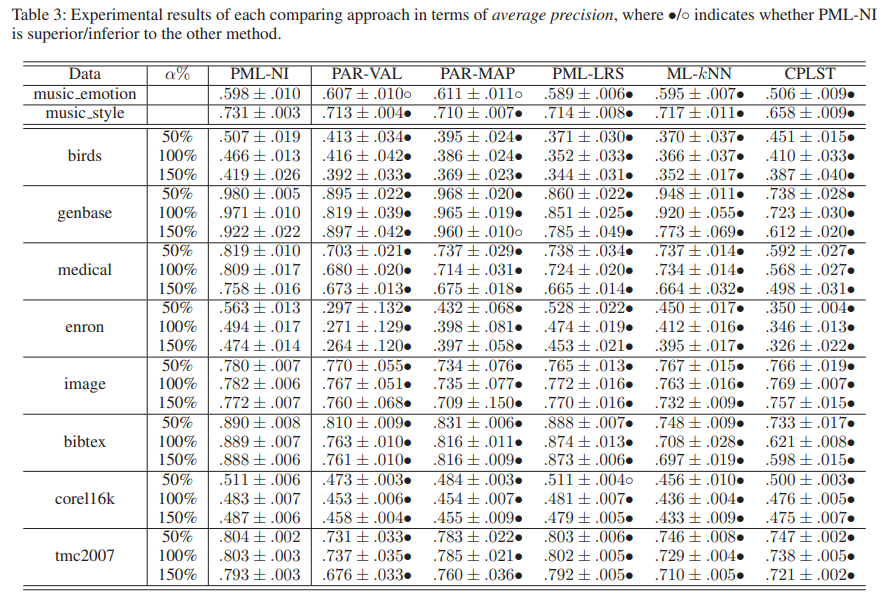 Table 3: Experimental results of each comparing approach in terms of average precision, where ●/○ indicates whether PML-NI
is superior/inferior to the other method.
Data α% PML-NI PAR-VAL PAR-MAP PML-LRS ML-kNN CPLST
music_emotion .598 ± .010 .607 ± .010○ .611 ± .011○ .589 ± .006● .595 ± .007● .506 ± .009●
music_style .731 ± .003 .713 ± .004● .710 ± .007● .714 ± .008● .717 ± .011● .658 ± .009●
50% .507 ± .019 .413 ± .034● .395 ± .024● .371 ± .030● .370 ± .037● .451 ± .015●
birds 100% .466 ± .013 .416 ± .042● .386 ± .024● .352 ± .033● .366 ± .037● .410 ± .033●
150% .419 ± .026 .392 ± .033● .369 ± .023● .344 ± .031● .352 ± .017● .387 ± .040●
50% .980 ± .005 .895 ± .022● .968 ± .020● .860 ± .022● .948 ± .011● .738 ± .028●
genbase 100% .971 ± .010 .819 ± .039● .965 ± .019● .851 ± .025● .920 ± .055● .723 ± .030●
150% .922 ± .022 .897 ± .042● .960 ± .010○ .785 ± .049● .773 ± .069● .612 ± .020●
50% .819 ± .010 .703 ± .021● .737 ± .029● .738 ± .034● .737 ± .014● .592 ± .027●
medical 100% .809 ± .017 .680 ± .020● .714 ± .031● .724 ± .020● .734 ± .014● .568 ± .027●
150% .758 ± .016 .673 ± .013● .675 ± .018● .665 ± .014● .664 ± .032● .498 ± .031●
50% .563 ± .013 .297 ± .132● .432 ± .068● .528 ± .022● .450 ± .017● .350 ± .004●
enron 100% .494 ± .017 .271 ± .129● .398 ± .081● .474 ± .019● .412 ± .016● .346 ± .013●
150% .474 ± .014 .264 ± .120● .397 ± .058● .453 ± .021● .395 ± .017● .326 ± .022●
50% .780 ± .007 .770 ± .055● .734 ± .076● .765 ± .013● .767 ± .015● .766 ± .019●
image 100% .782 ± .006 .767 ± .051● .735 ± .077● .772 ± .016● .763 ± .016● .769 ± .007●
150% .772 ± .007 .760 ± .068● .709 ± .150● .770 ± .016● .732 ± .009● .757 ± .015●
50% .890 ± .008 .810 ± .009● .831 ± .006● .888 ± .007● .748 ± .009● .733 ± .017●
bibtex 100% .889 ± .007 .763 ± .010● .816 ± .011● .874 ± .013● .708 ± .028● .621 ± .008●
150% .888 ± .006 .761 ± .010● .816 ± .009● .873 ± .006● .697 ± .019● .598 ± .015●
50% .511 ± .006 .473 ± .003● .484 ± .003● .511 ± .004○ .456 ± .010● .500 ± .003●
corel16k 100% .483 ± .007 .453 ± .006● .454 ± .007● .481 ± .007● .436 ± .004● .476 ± .005●
150% .487 ± .006 .458 ± .004● .455 ± .009● .479 ± .005● .433 ± .009● .475 ± .007●
50% .804 ± .002 .731 ± .033● .783 ± .022● .803 ± .006● .746 ± .008● .747 ± .002●
tmc2007 100% .803 ± .003 .737 ± .035● .785 ± .021● .802 ± .005● .729 ± .004● .738 ± .005●
150% .793 ± .003 .676 ± .033● .760 ± .036● .792 ± .005● .710 ± .005● .721 ± .002●